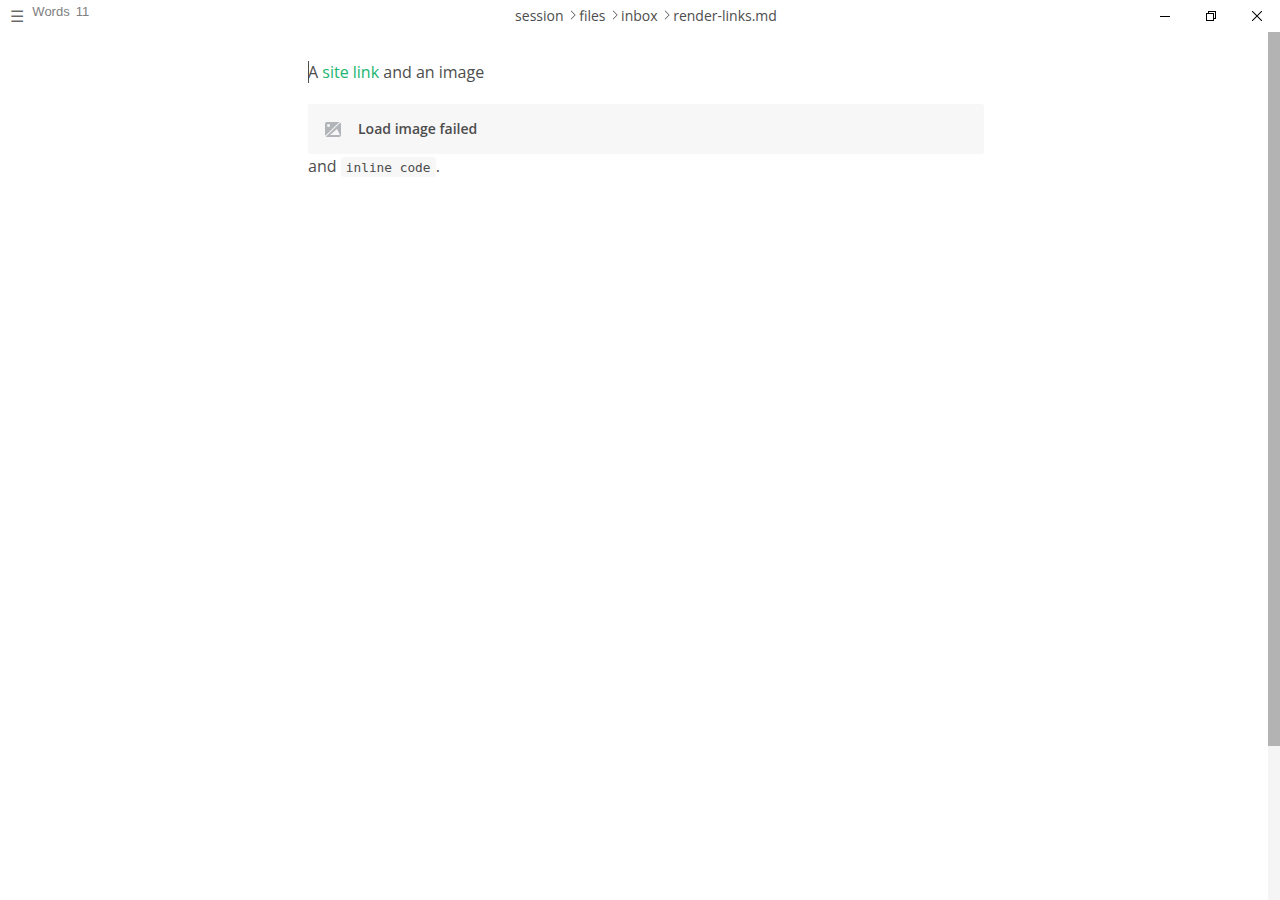 Words 11
session files inbox render-links.md
A site link and an image
Load image failed
and inline code .